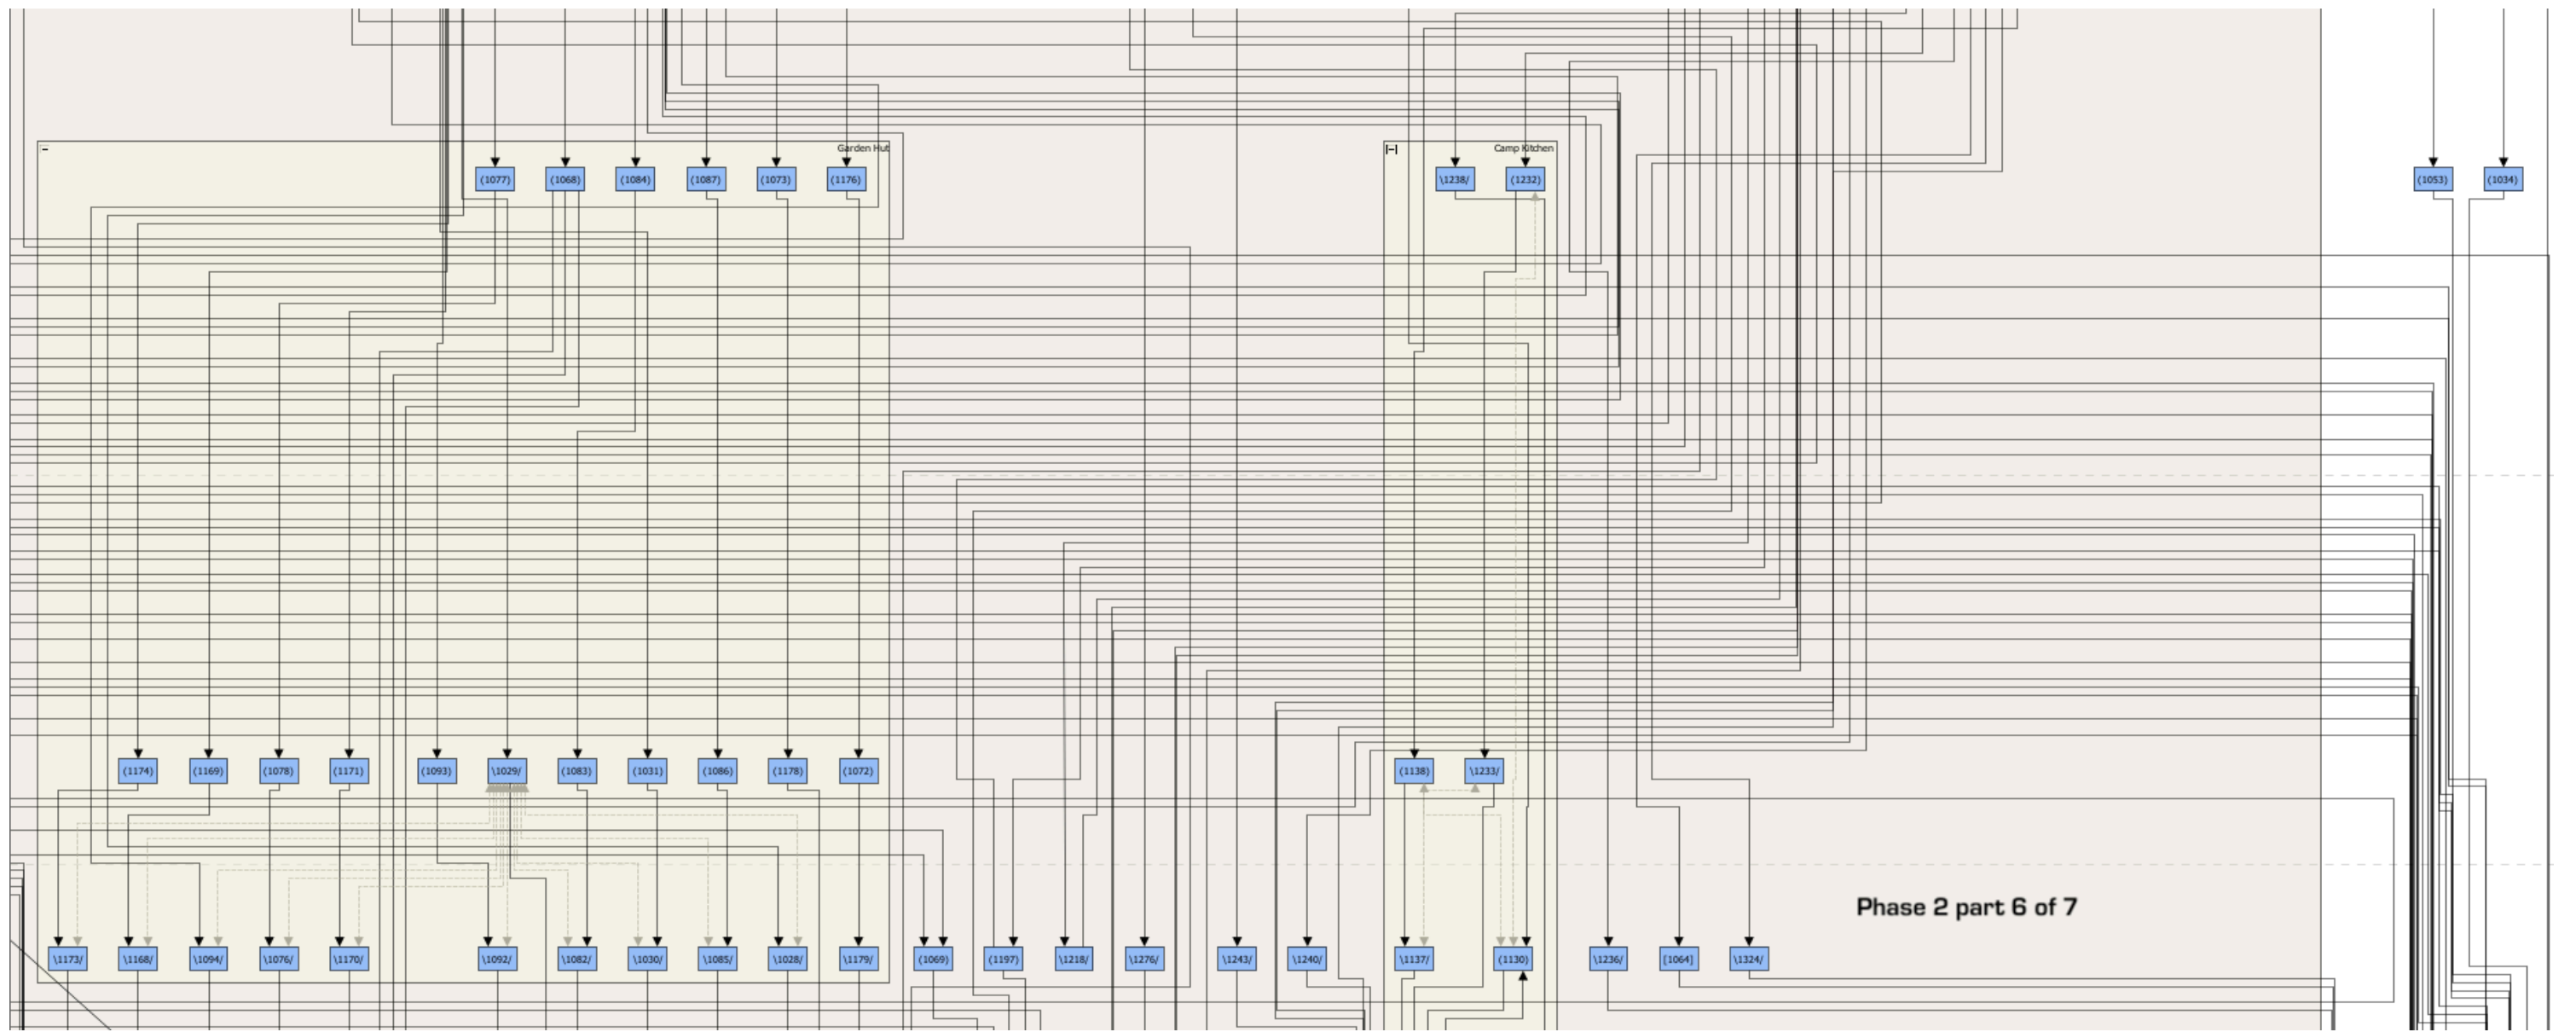 Garden Hut
Camp Kitchen
(1077) (1068) (1084) (1087) (1073) (1176) \1238/ (1232) (1053) (1034)
(1174) (1169) (1078) (1171) (1093) \1029/ (1083) (1031) (1086) (1178) (1072) (1138) \1233/
Phase 2 part 6 of 7
\1173/ \1168/ \1094/ \1076/ \1170/ \1092/ \1082/ \1030/ \1085/ \1028/ \1179/ (1069) (1197) \1218/ \1276/ \1243/ \1240/ \1137/ (1130) \1236/ [1064] \1324/